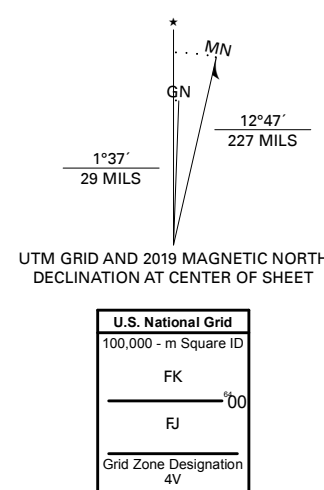 ★
MN
GN
1°37´
29 MILS
12°47´
227 MILS
UTM GRID AND 2019 MAGNETIC NORTH
DECLINATION AT CENTER OF SHEET
U.S. National Grid
100,000 - m Square ID
FK
6400
FJ
Grid Zone Designation
4V